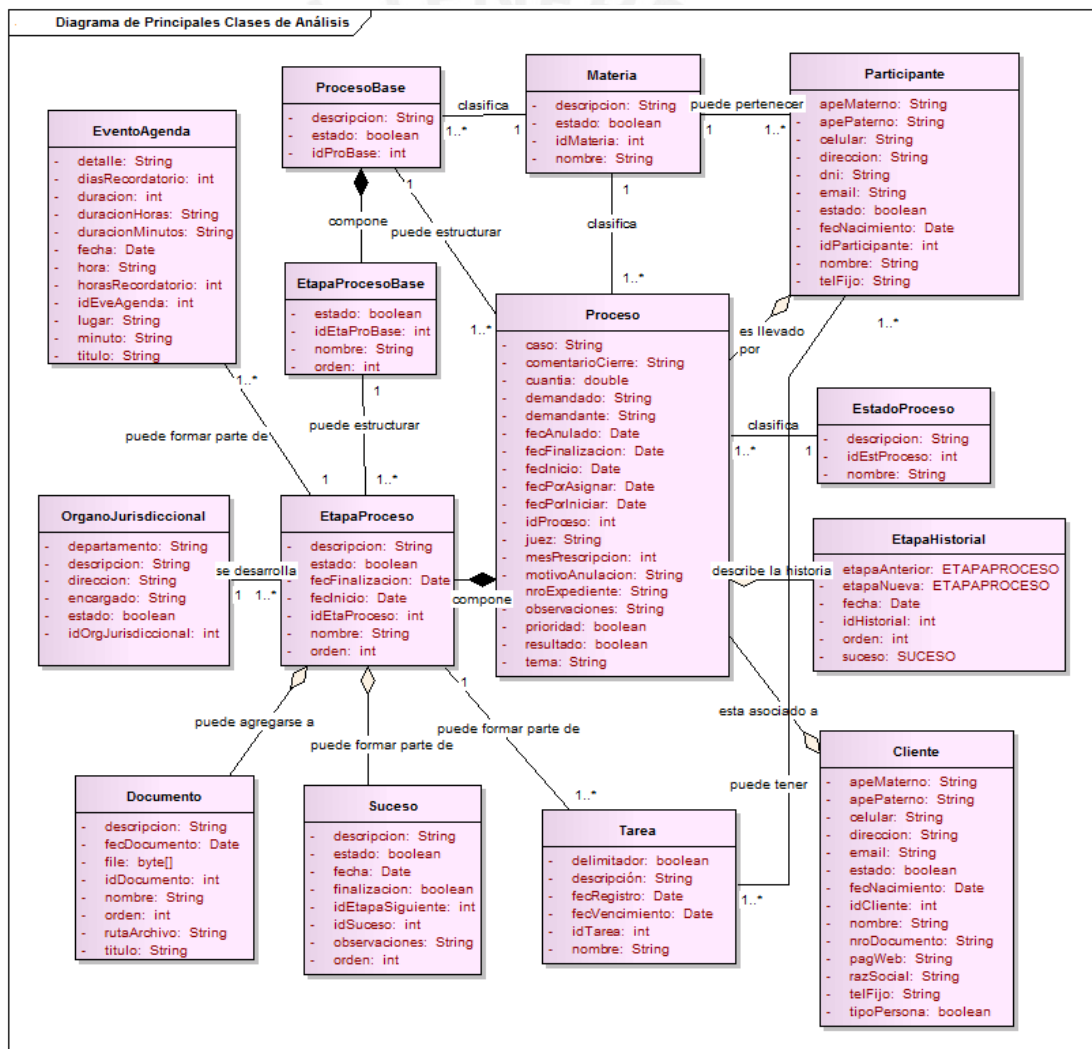 Diagrama de Principales Clases de Análisis
ProcesoBase
- descripcion: String
- estado: boolean
- idProBase: int
clasifica
1..*
1
Materia
- descripcion: String
- estado: boolean
- idMateria: int
- nombre: String
puede pertenecer
1
1..*
Participante
- apeMaterno: String
- apePaterno: String
- celular: String
- direccion: String
- dni: String
- email: String
- estado: boolean
- fecNacimiento: Date
- idParticipante: int
- nombre: String
- telFijo: String
EventoAgenda
- detalle: String
- diasRecordatorio: int
- duracion: int
- duracionHoras: String
- duracionMinutos: String
- fecha: Date
- hora: String
- horasRecordatorio: int
- idEveAgenda: int
- lugar: String
- minuto: String
- titulo: String
compone
1
puede estructurar
1..*
1
clasifica
1..*
EtapaProcesoBase
- estado: boolean
- idEtaProBase: int
- nombre: String
- orden: int
Proceso
- caso: String
- comentarioCierre: String
- cuantia: double
- demandado: String
- demandante: String
- fecAnulado: Date
- fecFinalizacion: Date
- fecInicio: Date
- fecPorAsignar: Date
- fecPorIniciar: Date
- idProceso: int
- juez: String
- mesPrescripcion: int
- motivoAnulacion: String
- nroExpediente: String
- observaciones: String
- prioridad: boolean
- resultado: boolean
- tema: String
es llevado
por
1..*
1..*
puede formar parte de
1
1
puede estructurar
1..*
clasifica
1..*
1
EstadoProceso
- descripcion: String
- idEstProceso: int
- nombre: String
OrganoJurisdiccional
- departamento: String
- descripcion: String
- direccion: String
- encargado: String
- estado: boolean
- idOrgJurisdiccional: int
se desarrolla
1
1..*
EtapaProceso
- descripcion: String
- estado: boolean
- fecFinalizacion: Date
- fecInicio: Date
- idEtaProceso: int
- nombre: String
- orden: int
compone
describe la historia
EtapaHistorial
- etapaAnterior: ETAPAPROCESO
- etapaNueva: ETAPAPROCESO
- fecha: Date
- idHistorial: int
- orden: int
- suceso: SUCESO
puede agregarse a
puede formar parte de
1
puede formar parte de
1..*
esta asociado a
puede tener
1..*
Documento
- descripcion: String
- fecDocumento: Date
- file: byte[]
- idDocumento: int
- nombre: String
- orden: int
- rutaArchivo: String
- titulo: String
Suceso
- descripcion: String
- estado: boolean
- fecha: Date
- finalizacion: boolean
- idEtapaSiguiente: int
- idSuceso: int
- observaciones: String
- orden: int
Tarea
- delimitador: boolean
- descripción: String
- fecRegistro: Date
- fecVencimiento: Date
- idTarea: int
- nombre: String
Cliente
- apeMaterno: String
- apePaterno: String
- celular: String
- direccion: String
- email: String
- estado: boolean
- fecNacimiento: Date
- idCliente: int
- nombre: String
- nroDocumento: String
- pagWeb: String
- razSocial: String
- telFijo: String
- tipoPersona: boolean